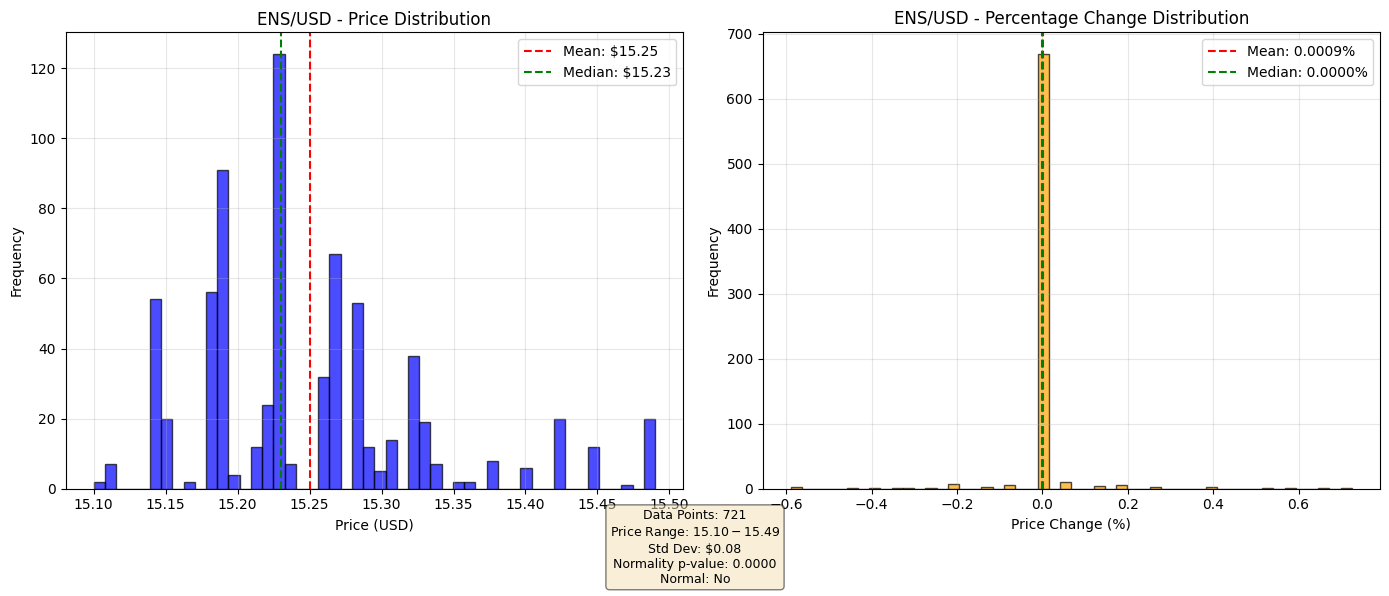 ENS/USD - Price Distribution
Frequency
120
100
80
60
40
20
0
Mean: $15.25
Median: $15.23
15.10
15.15
15.20
15.25
15.30
15.35
15.40
15.45
15.50
Price (USD)
ENS/USD - Percentage Change Distribution
Frequency
700
600
500
400
300
200
100
0
Mean: 0.0009%
Median: 0.0000%
−0.6
−0.4
−0.2
0.0
0.2
0.4
0.6
Price Change (%)
Data Points: 721
Price Range: 15.10 − 15.49
Std Dev: $0.08
Normality p-value: 0.0000
Normal: No